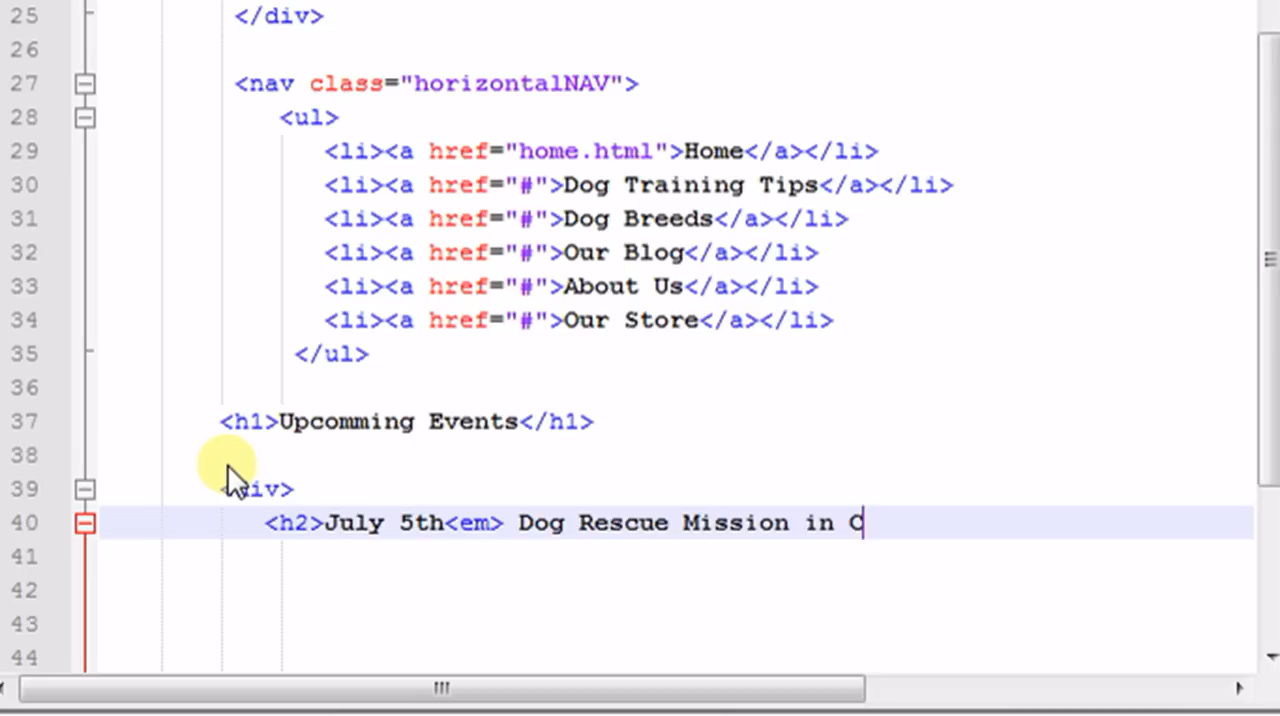 25 </div>
26
27 <nav class="horizontalNAV">
28 <ul>
29 <li><a href="home.html">Home</a></li>
30 <li><a href="#">Dog Training Tips</a></li>
31 <li><a href="#">Dog Breeds</a></li>
32 <li><a href="#">Our Blog</a></li>
33 <li><a href="#">About Us</a></li>
34 <li><a href="#">Our Store</a></li>
35 </ul>
36
37 <h1>Upcomming Events</h1>
38
39 <div>
40 <h2>July 5th<em> Dog Rescue Mission in C
41
42
43
44